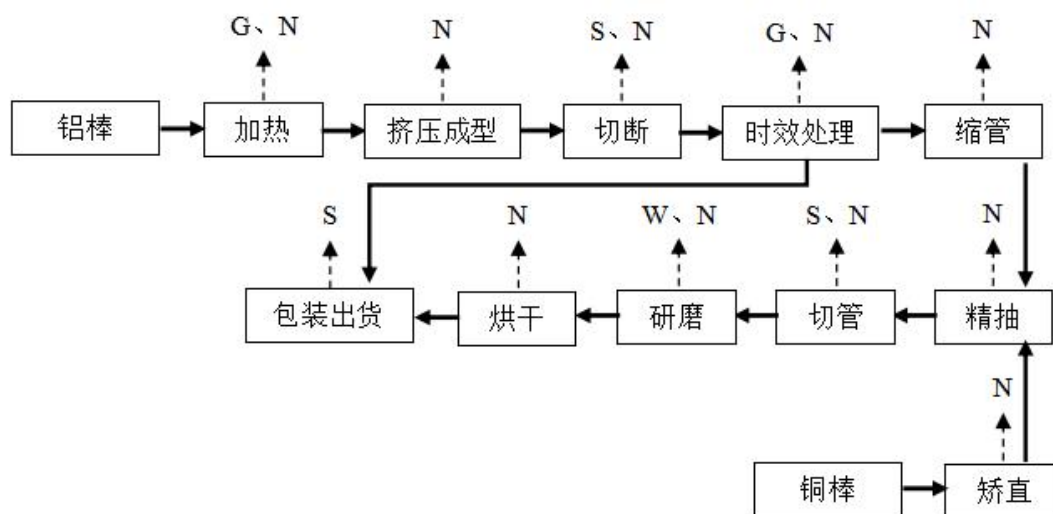 G、N
N
S、N
G、N
N
铝棒
加热
挤压成型
切断
时效处理
缩管
S
N
W、N
S、N
N
包装出货
烘干
研磨
切管
精抽
N
铜棒
矫直